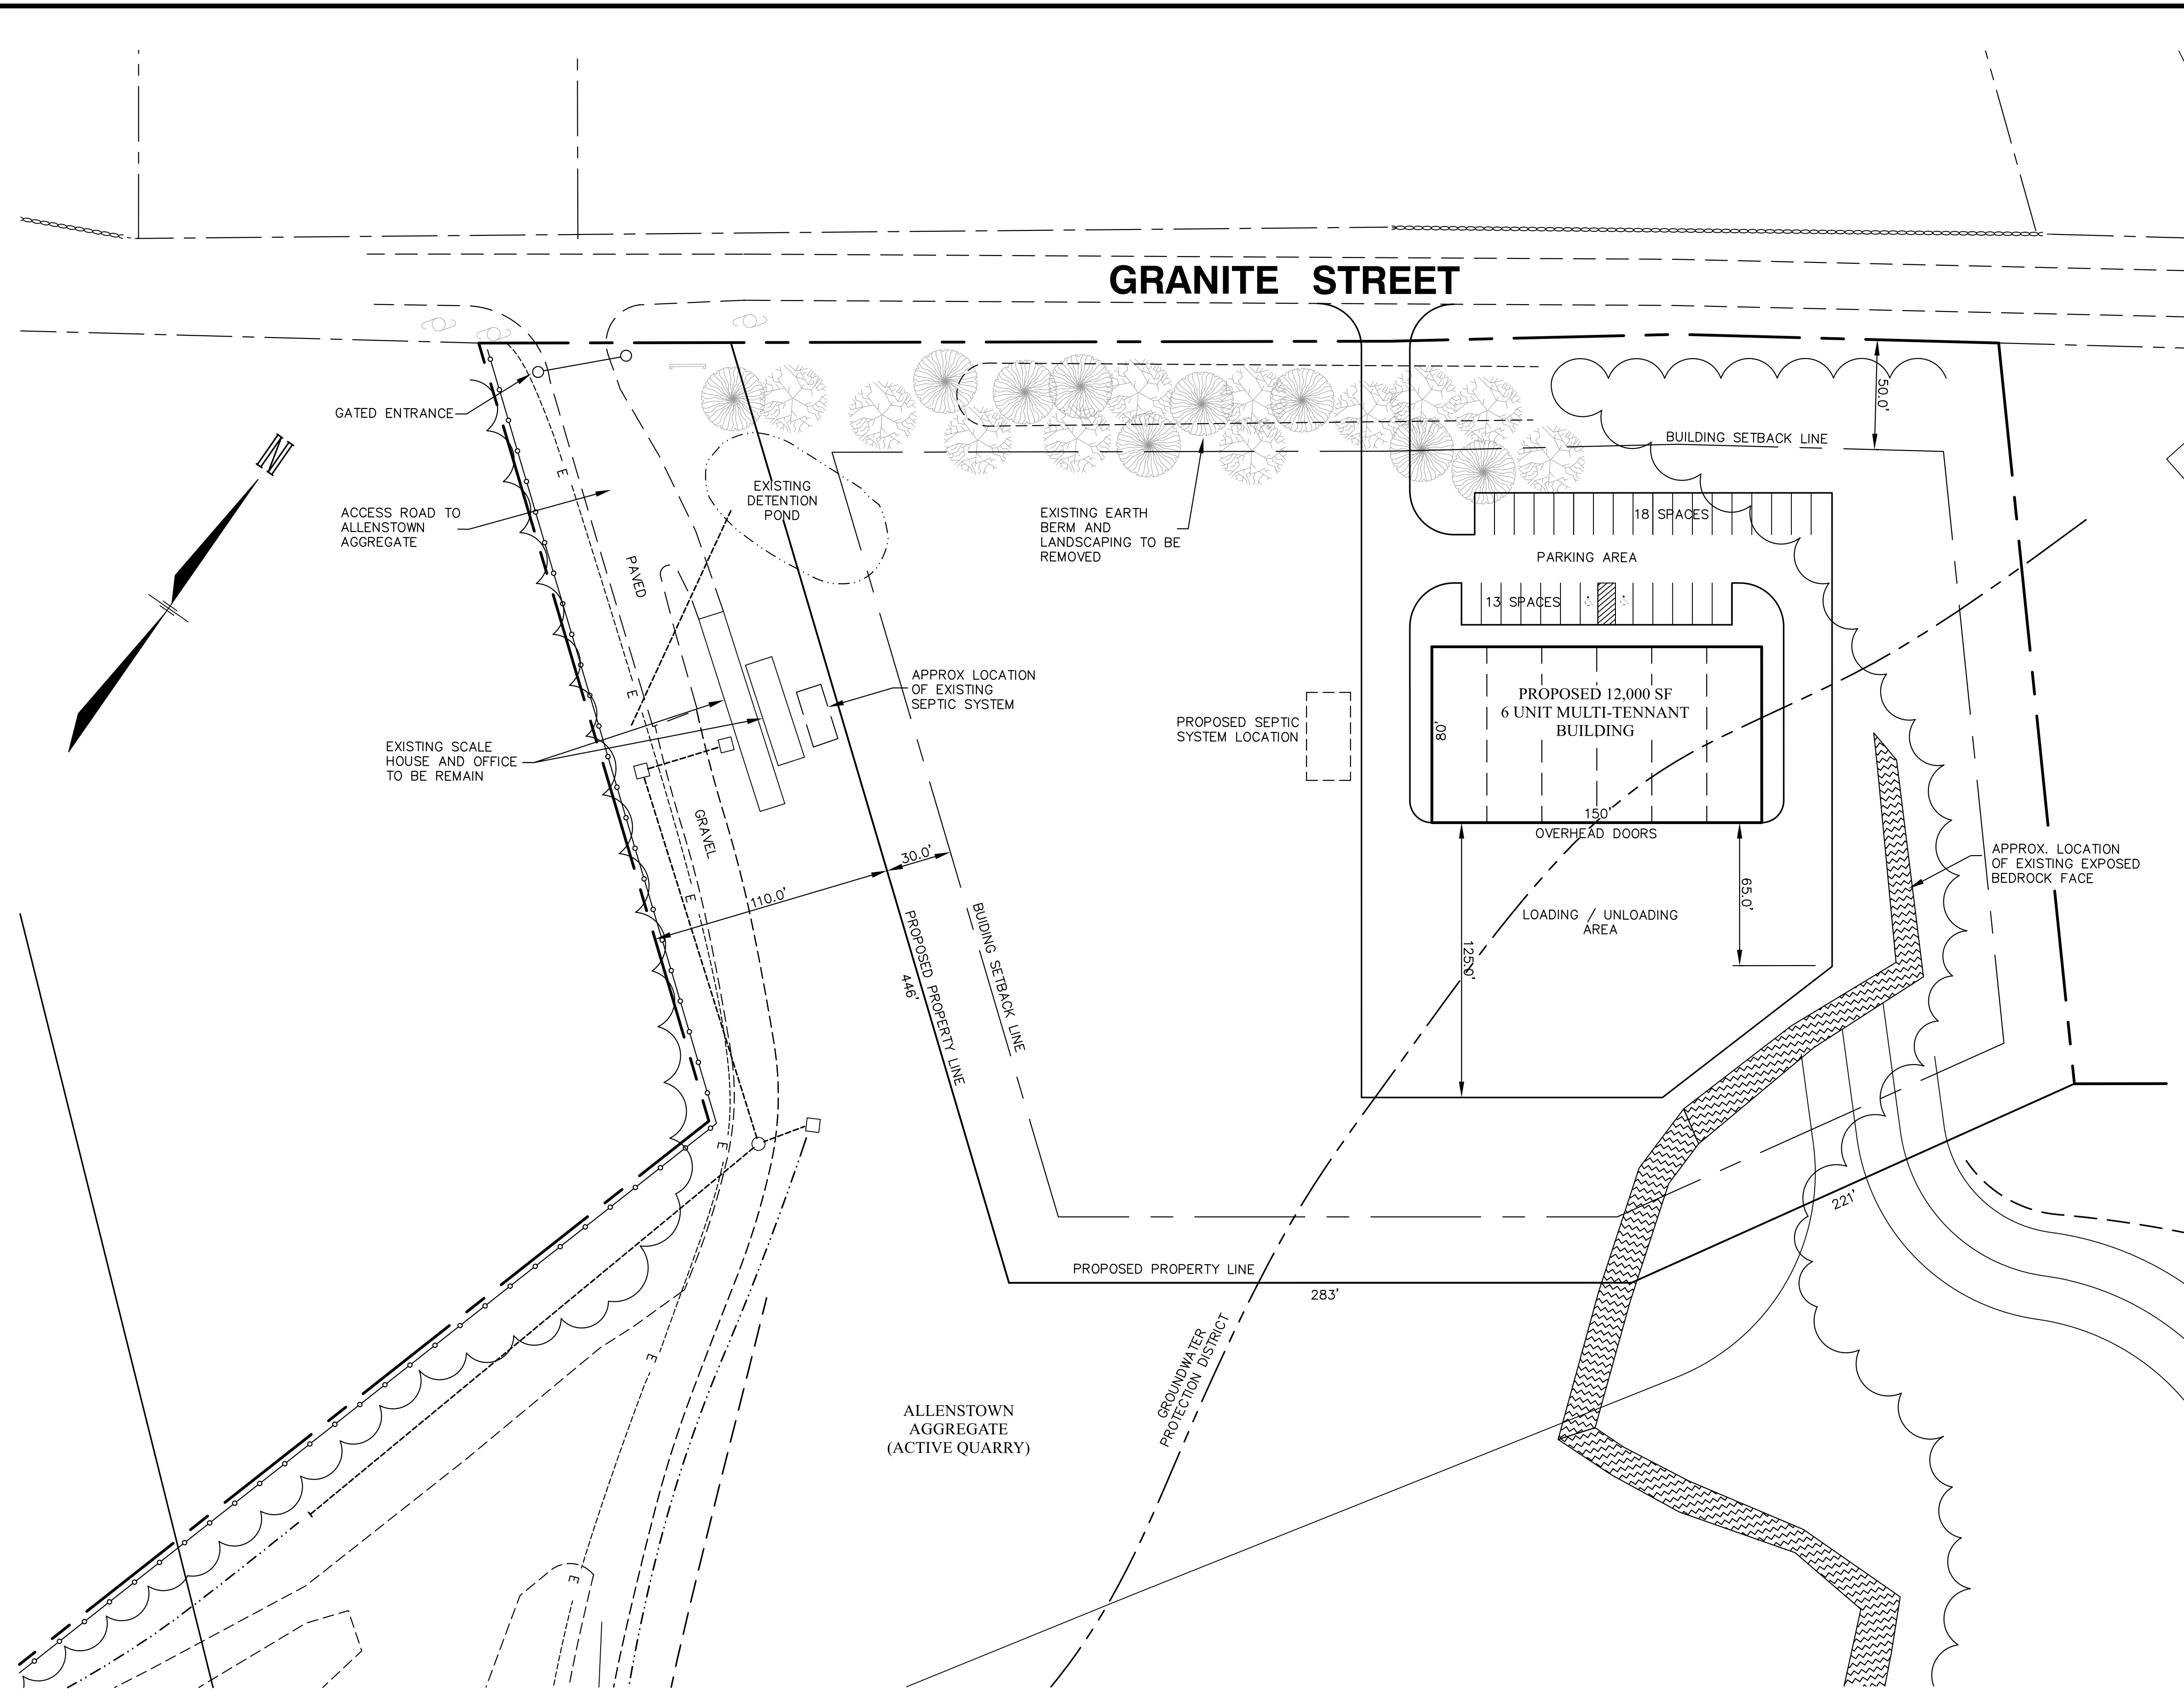 GRANITE STREET
50.0'
GATED ENTRANCE
BUILDING SETBACK LINE
N
E
EXISTING
DETENTION
POND
ACCESS ROAD TO
ALLENSTOWN
AGGREGATE
EXISTING EARTH
BERM AND
LANDSCAPING TO BE
REMOVED
18 SPACES
PARKING AREA
PAVED
13 SPACES
APPROX LOCATION
OF EXISTING
SEPTIC SYSTEM
E
PROPOSED SEPTIC
SYSTEM LOCATION
PROPOSED 12,000 SF
6 UNIT MULTI-TENNANT
BUILDING
80'
EXISTING SCALE
HOUSE AND OFFICE
TO BE REMAIN
GRAVEL
150'
OVERHEAD DOORS
30.0'
110.0'
E
APPROX. LOCATION
OF EXISTING EXPOSED
BEDROCK FACE
65.0'
LOADING / UNLOADING
AREA
125.0'
BUIDING SETBACK LINE
PROPOSED PROPERTY LINE
446'
E
221'
PROPOSED PROPERTY LINE
283'
GROUNDWATER
PROTECTION DISTRICT
E
ALLENSTOWN
AGGREGATE
(ACTIVE QUARRY)
E